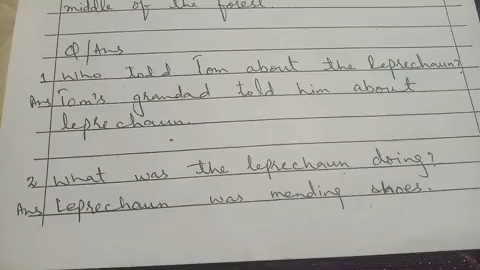 middle of the forest
Q/Ans
1 Who told Tom about the leprechaun?
Ans Tom's grandad told him about
leprechaun.
2 What was the leprechaun doing?
Ans Leprechaun was mending shoes.